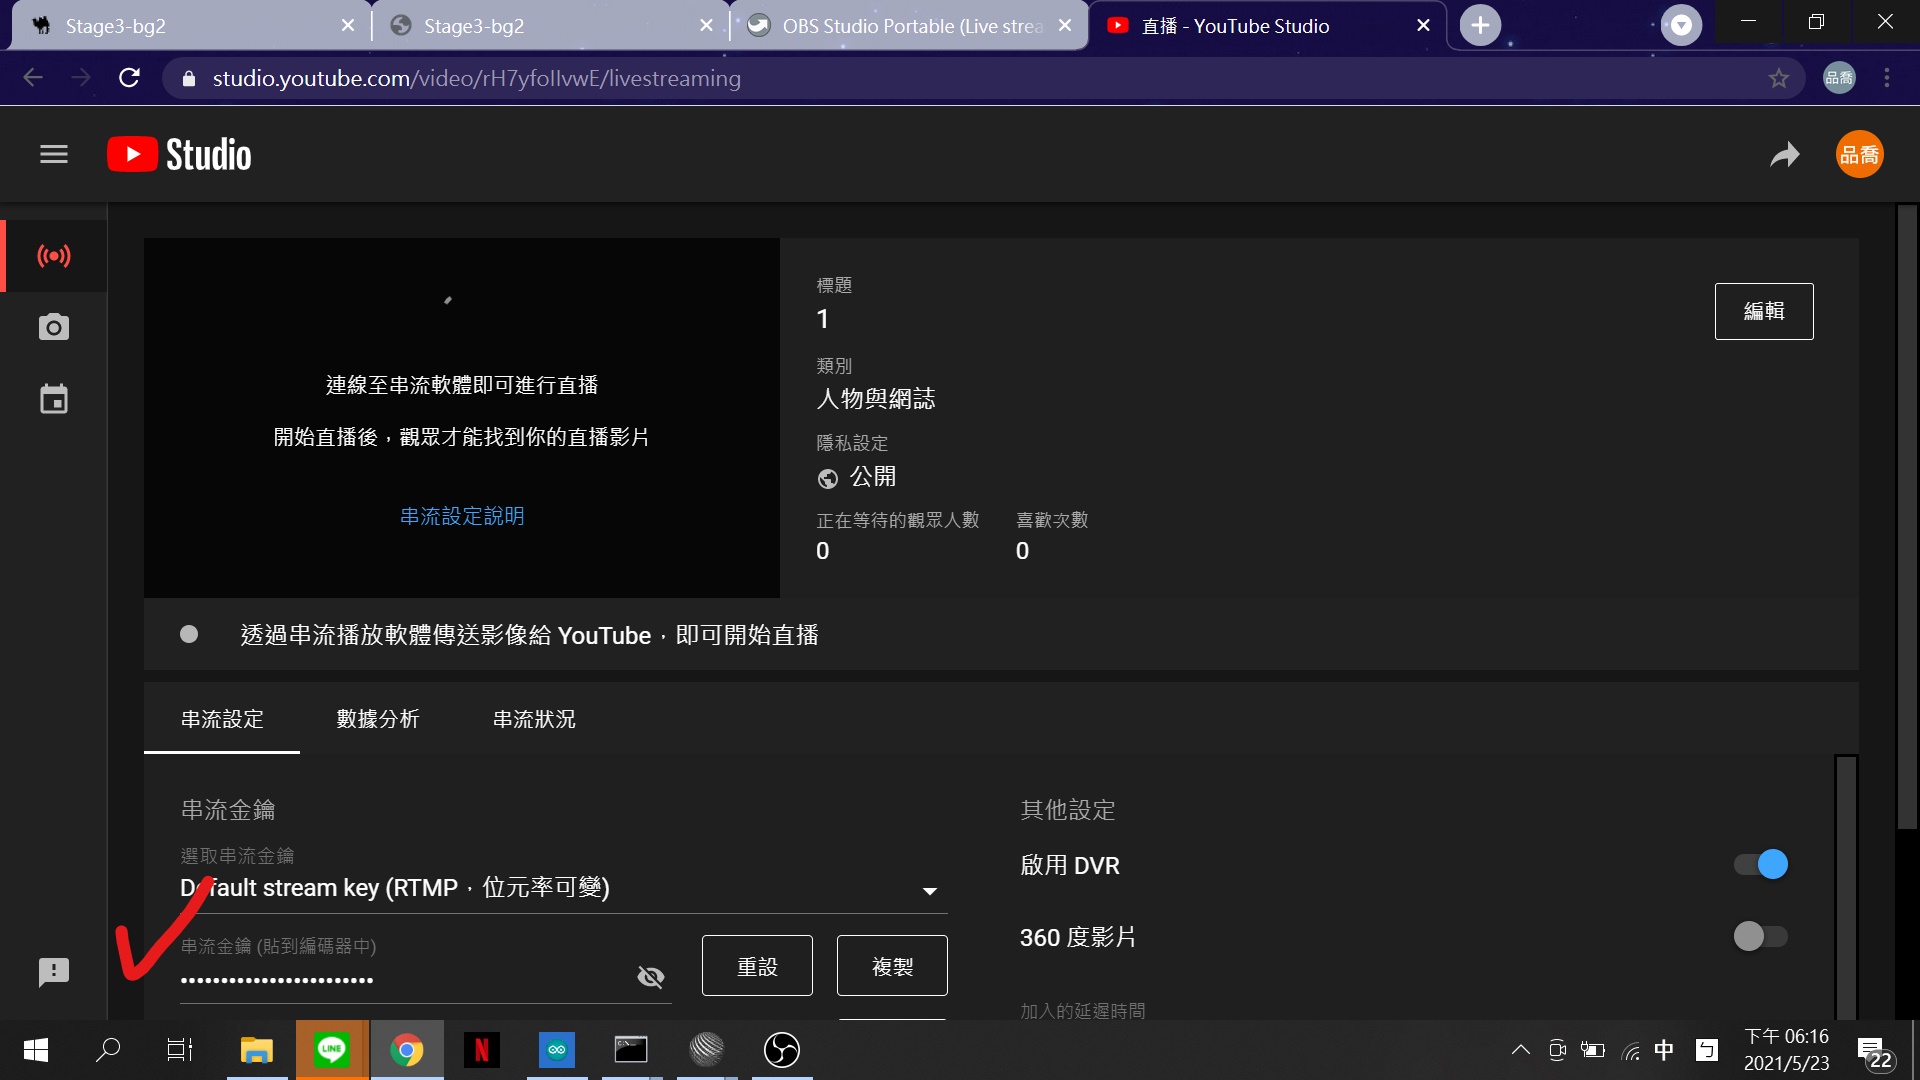 Stage3-bg2
Stage3-bg2
OBS Studio Portable (Live strea
直播 - YouTube Studio
studio.youtube.com/video/rH7yfoIIvwE/livestreaming
品喬
Studio
品喬
標題
1
編輯
類別
人物與網誌
隱私設定
公開
正在等待的觀眾人數 喜歡次數
0 0
連線至串流軟體即可進行直播
開始直播後，觀眾才能找到你的直播影片
串流設定說明
透過串流播放軟體傳送影像給 YouTube，即可開始直播
串流設定 數據分析 串流狀況
串流金鑰
選取串流金鑰
Default stream key (RTMP，位元率可變)
串流金鑰 (貼到編碼器中)
••••••••••••••••••••••••
重設 複製
其他設定
啟用 DVR
360 度影片
加入的延遲時間
LINE
N
中
ㄅ
下午 06:16
2021/5/23
22